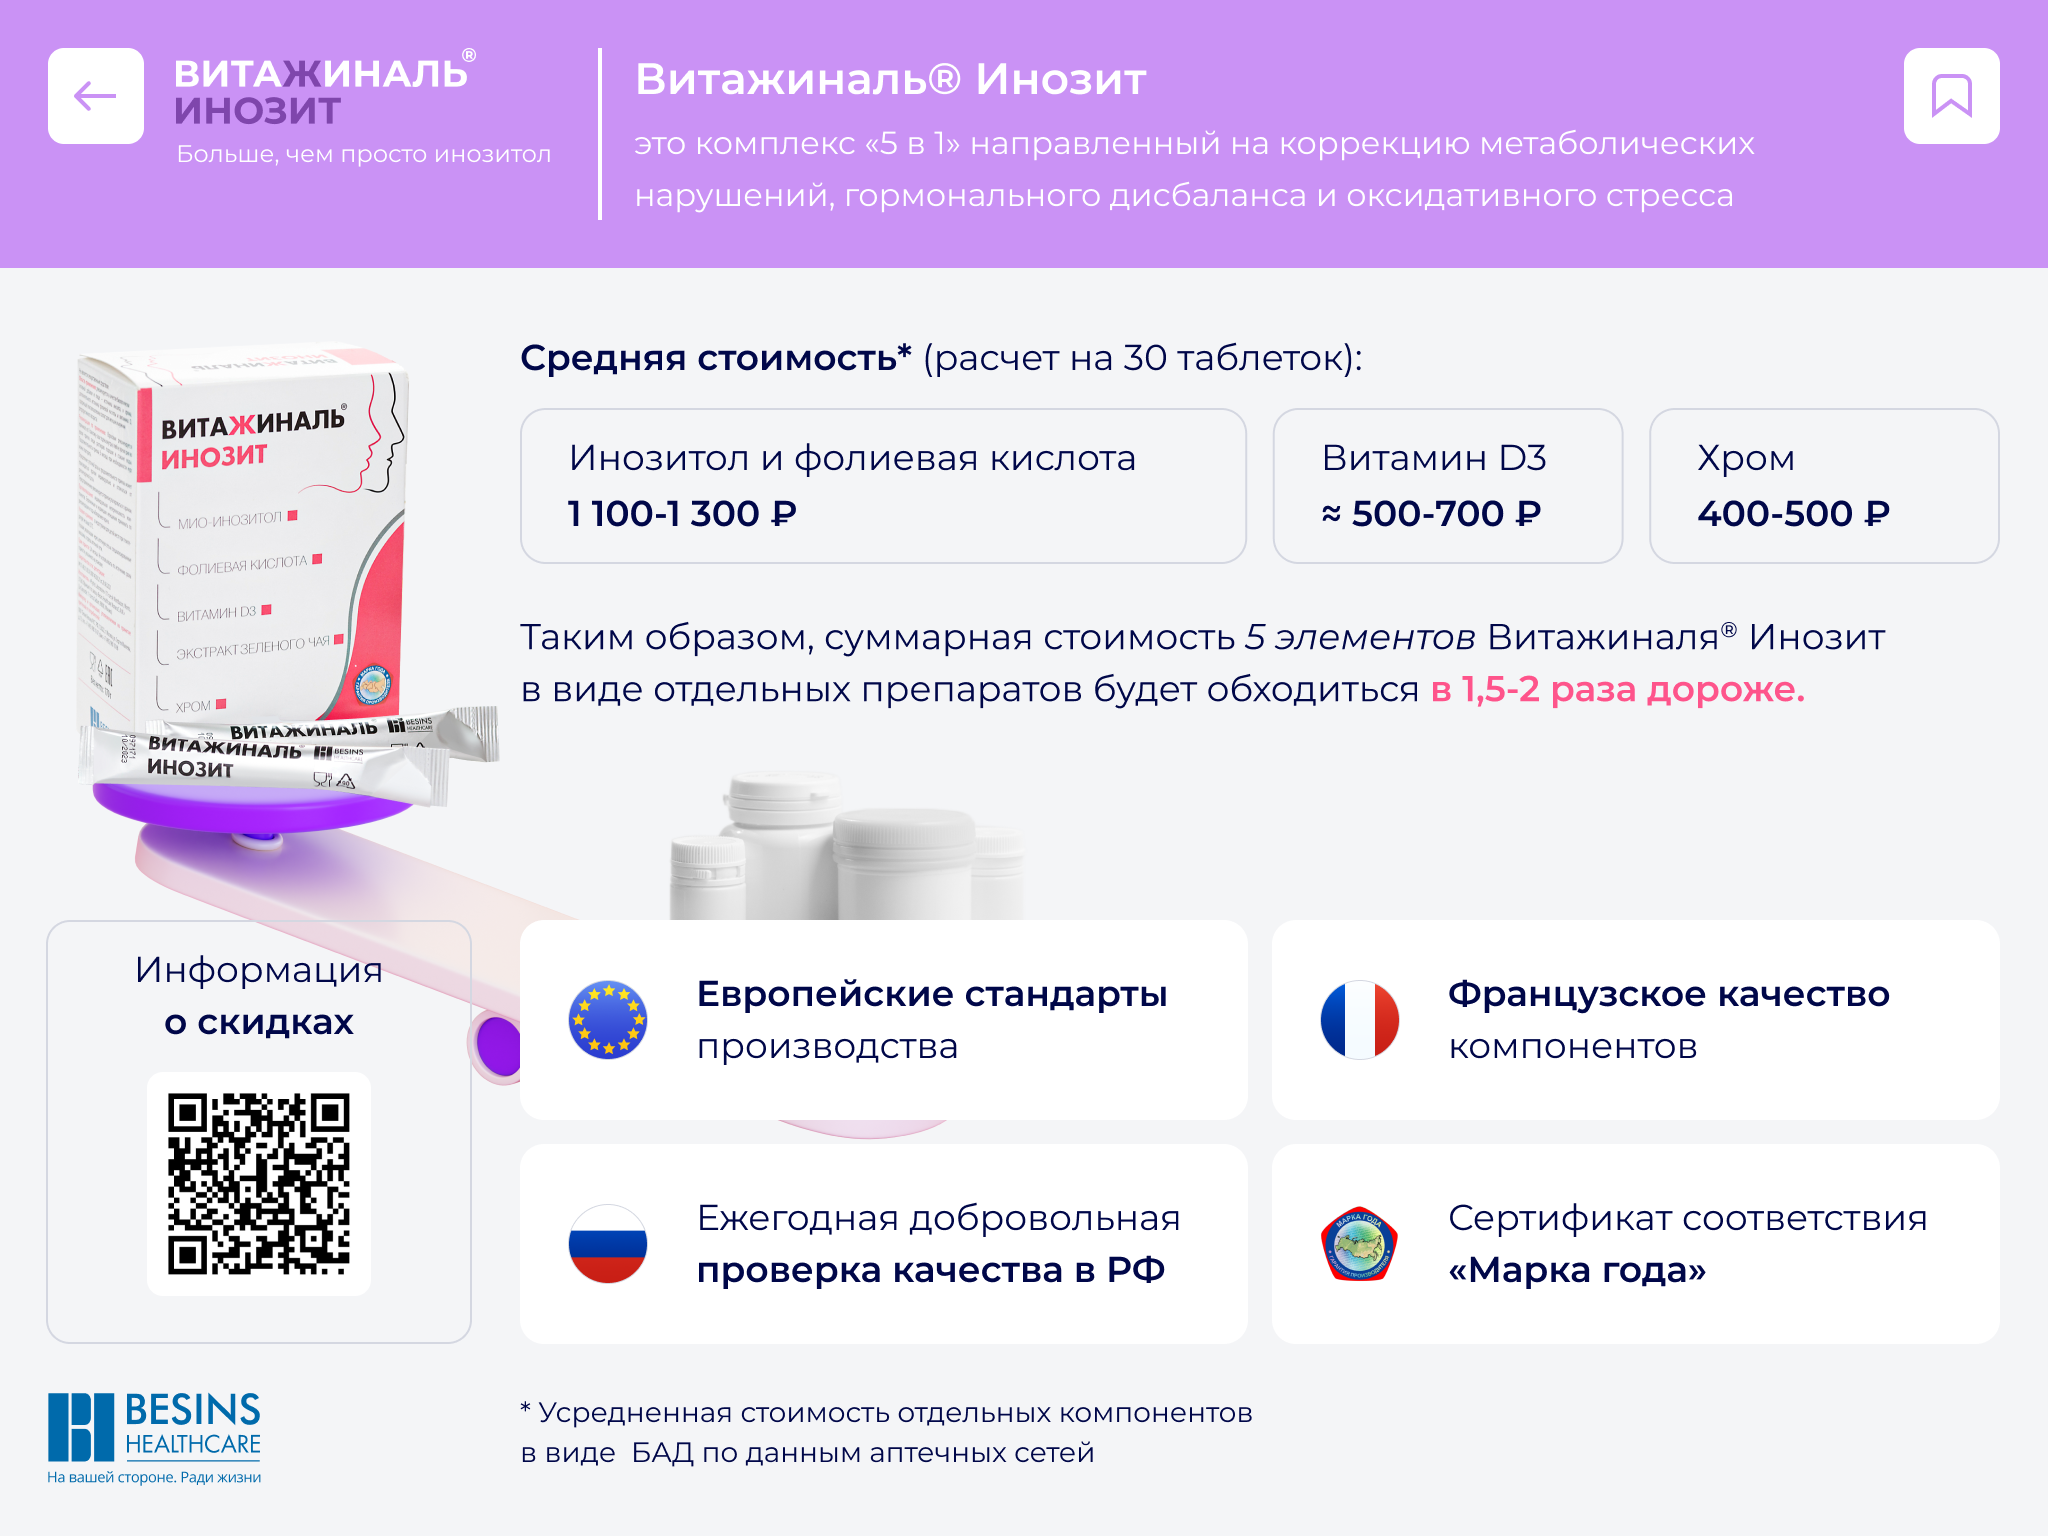 ВИТАЖИНАЛЬ®
ИНОЗИТ
Больше, чем просто инозитол
Витажиналь® Инозит
это комплекс «5 в 1» направленный на коррекцию метаболических
нарушений, гормонального дисбаланса и оксидативного стресса
ВИТАЖИНАЛЬ®
ИНОЗИТ
МИО-ИНОЗИТОЛ
ФОЛИЕВАЯ КИСЛОТА
ВИТАМИН D3
ЭКСТРАКТ ЗЕЛЕНОГО ЧАЯ
ХРОМ
ВИТАЖИНАЛЬ BESINS
ВИТАЖИНАЛЬ BESINS
ИНОЗИТ
Средняя стоимость* (расчет на 30 таблеток):
Инозитол и фолиевая кислота
1 100-1 300 ₽
Витамин D3
≈ 500-700 ₽
Хром
400-500 ₽
Таким образом, суммарная стоимость 5 элементов Витажиналя® Инозит
в виде отдельных препаратов будет обходиться в 1,5-2 раза дороже.
Информация
о скидках
Европейские стандарты
производства
Французское качество
компонентов
Ежегодная добровольная
проверка качества в РФ
МАРКА ГОДА
Сертификат соответствия
«Марка года»
BESINS
HEALTHCARE
На вашей стороне. Ради жизни
* Усредненная стоимость отдельных компонентов
в виде БАД по данным аптечных сетей